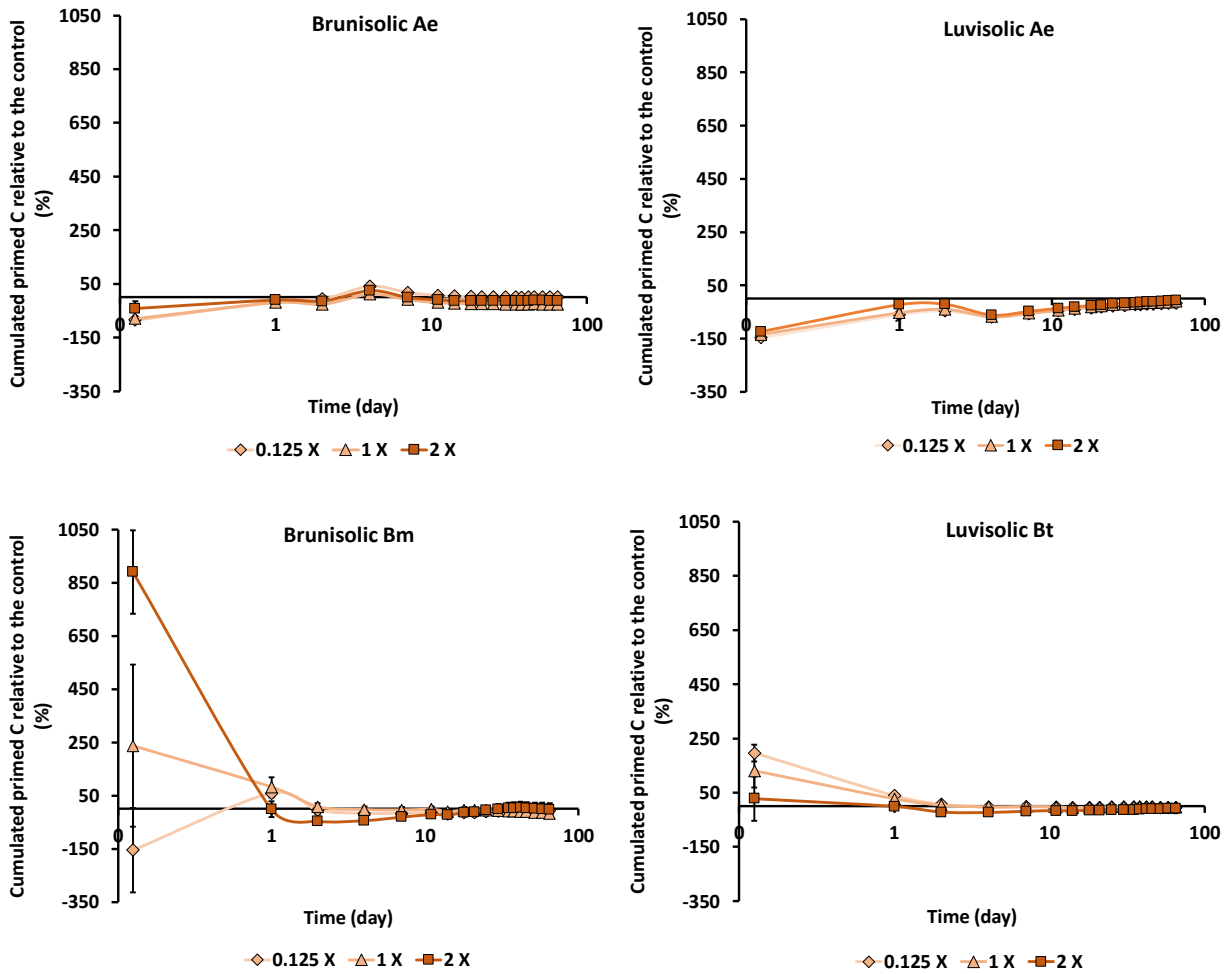 Brunisolic Ae
Cumulated primed C relative to the control
(%)
1050
850
650
450
250
50
-150
-350
0
1
10
100
Time (day)
0.125 X
1 X
2 X
Luvisolic Ae
Cumulated primed C relative to the control
(%)
1050
850
650
450
250
50
-150
-350
0
1
10
100
Time (day)
0.125 X
1 X
2 X
Brunisolic Bm
Cumulated primed C relative to the control
(%)
1050
850
650
450
250
50
-150
-350
0
1
10
100
Time (day)
0.125 X
1 X
2 X
Luvisolic Bt
Cumulated primed C relative to the control
(%)
1050
850
650
450
250
50
-150
-350
0
1
10
100
Time (day)
0.125 X
1 X
2 X